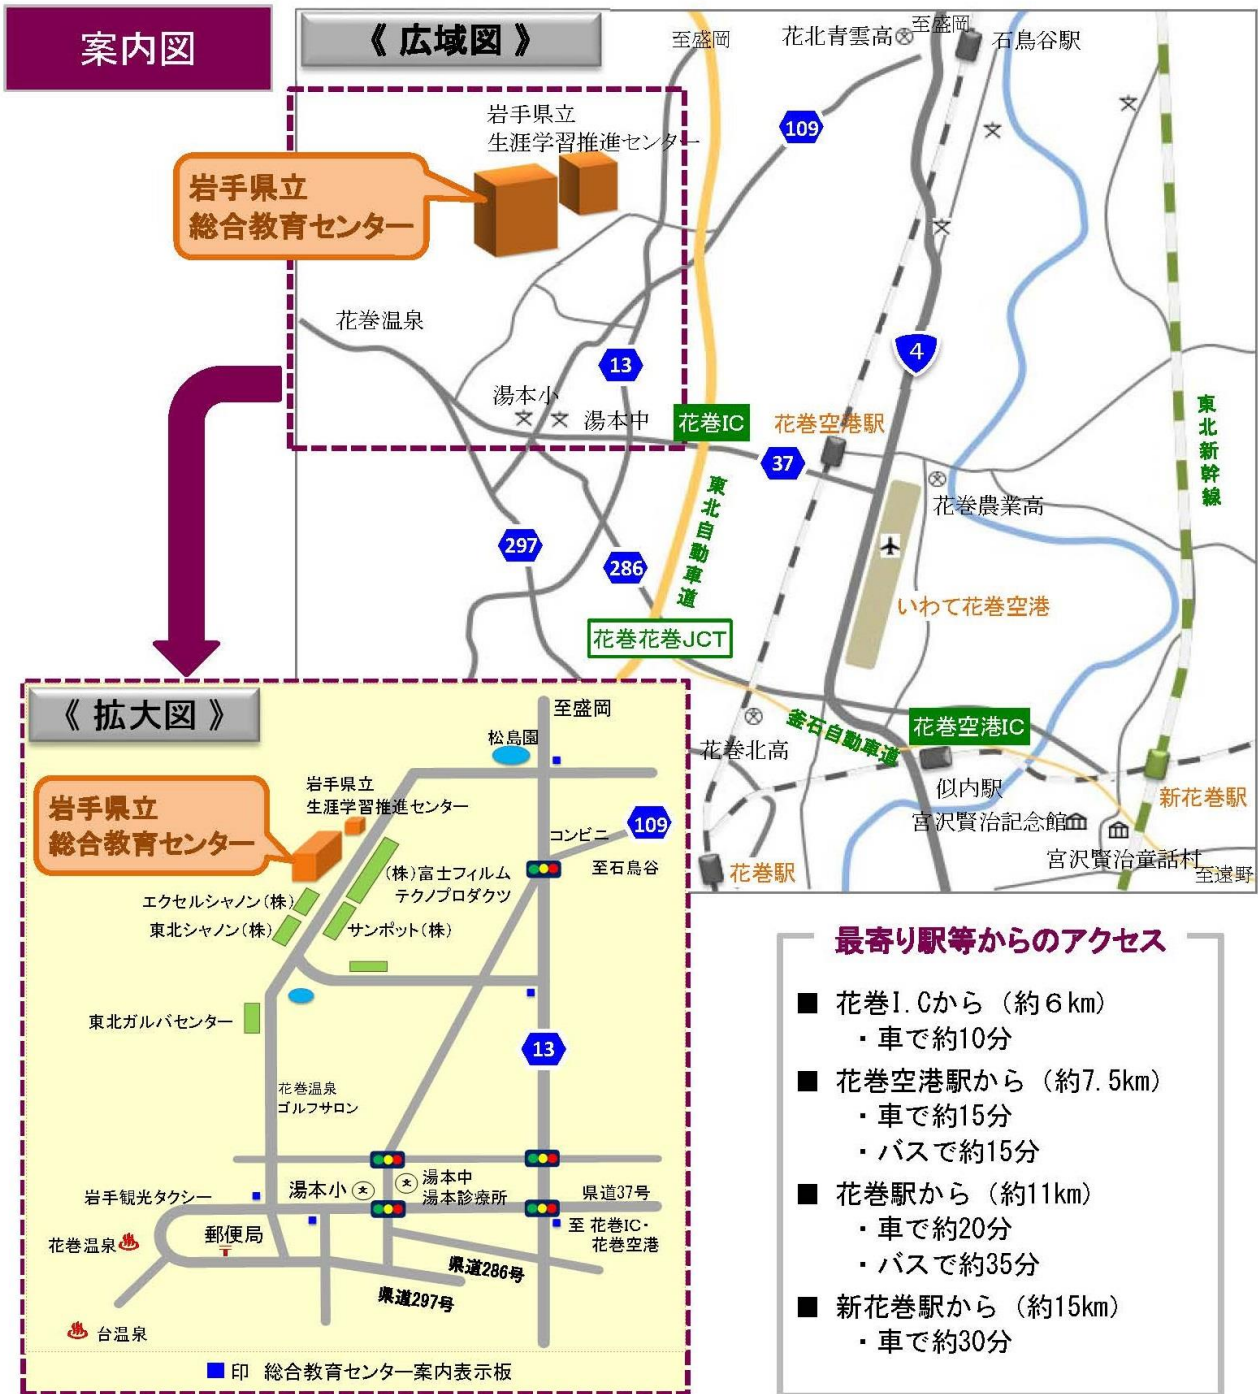 案内図
《 広域図 》
至盛岡
花北青雲高
至盛岡
石鳥谷駅
岩手県立
生涯学習推進センター
109
岩手県立
総合教育センター
花巻温泉
13
4
湯本小
湯本中
花巻IC
花巻空港駅
37
東北新幹線
東北自動車道
花巻農業高
297
286
いわて花巻空港
花巻花巻JCT
花巻空港IC
釜石自動車道
花巻北高
似内駅
新花巻駅
宮沢賢治記念館
宮沢賢治童話村
至遠野
花巻駅
《 拡大図 》
至盛岡
松島園
岩手県立
生涯学習推進センター
岩手県立
総合教育センター
コンビニ
109
至石鳥谷
(株)富士フィルム
テクノプロダクツ
エクセルシャノン(株)
東北シャノン(株)
サンポット(株)
東北ガルバセンター
13
花巻温泉
ゴルフサロン
岩手観光タクシー
湯本小
湯本中
湯本診療所
県道37号
至 花巻IC・
花巻空港
郵便局
花巻温泉
県道286号
県道297号
台温泉
■印 総合教育センター案内表示板
最寄り駅等からのアクセス
■ 花巻I.Cから (約6km)
・車で約10分
■ 花巻空港駅から (約7.5km)
・車で約15分
・バスで約15分
■ 花巻駅から (約11km)
・車で約20分
・バスで約35分
■ 新花巻駅から (約15km)
・車で約30分